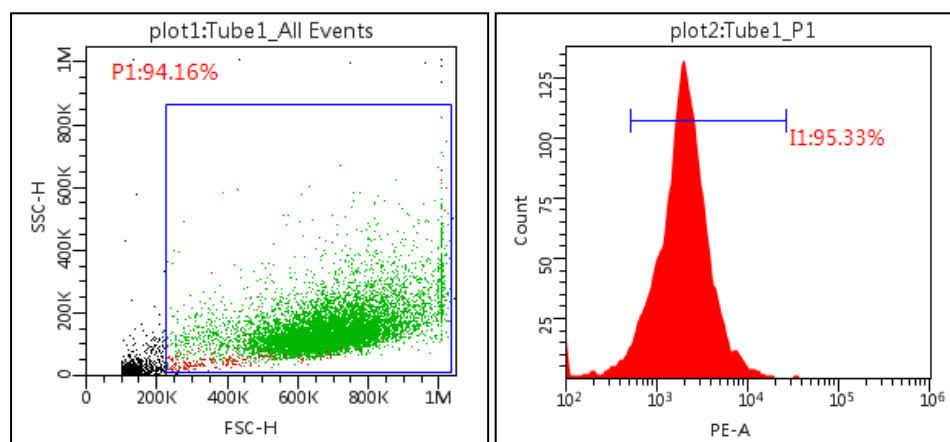 plot1:Tube1_All Events
P1:94.16%
1M
800K
600K
400K
200K
0
SSC-H
0 200K 400K 600K 800K 1M
FSC-H
plot2:Tube1_P1
I1:95.33%
125
100
75
50
25
Count
10² 10³ 10⁴ 10⁵ 10⁶
PE-A